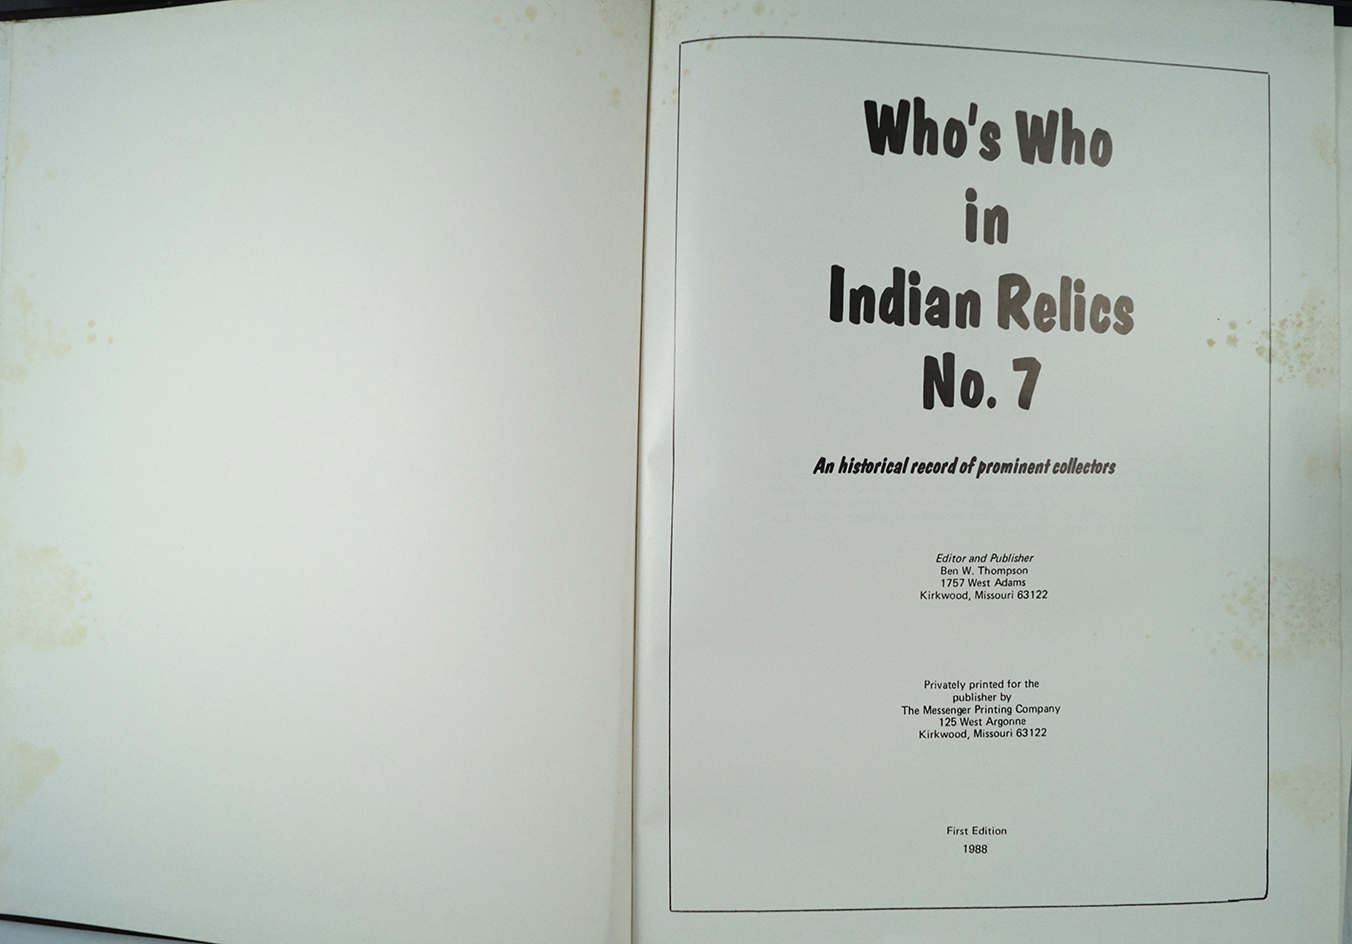 Who's Who
in
Indian Relics
No. 7
An historical record of prominent collectors
Editor and Publisher
Ben W. Thompson
1757 West Adams
Kirkwood, Missouri 63122
Privately printed for the
publisher by
The Messenger Printing Company
125 West Argonne
Kirkwood, Missouri 63122
First Edition
1988